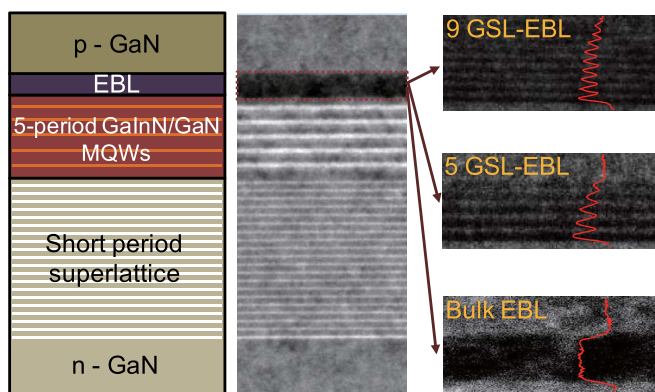 p - GaN
EBL
5-period GaInN/GaN
MQWs
Short period
superlattice
n - GaN
9 GSL-EBL
5 GSL-EBL
Bulk EBL